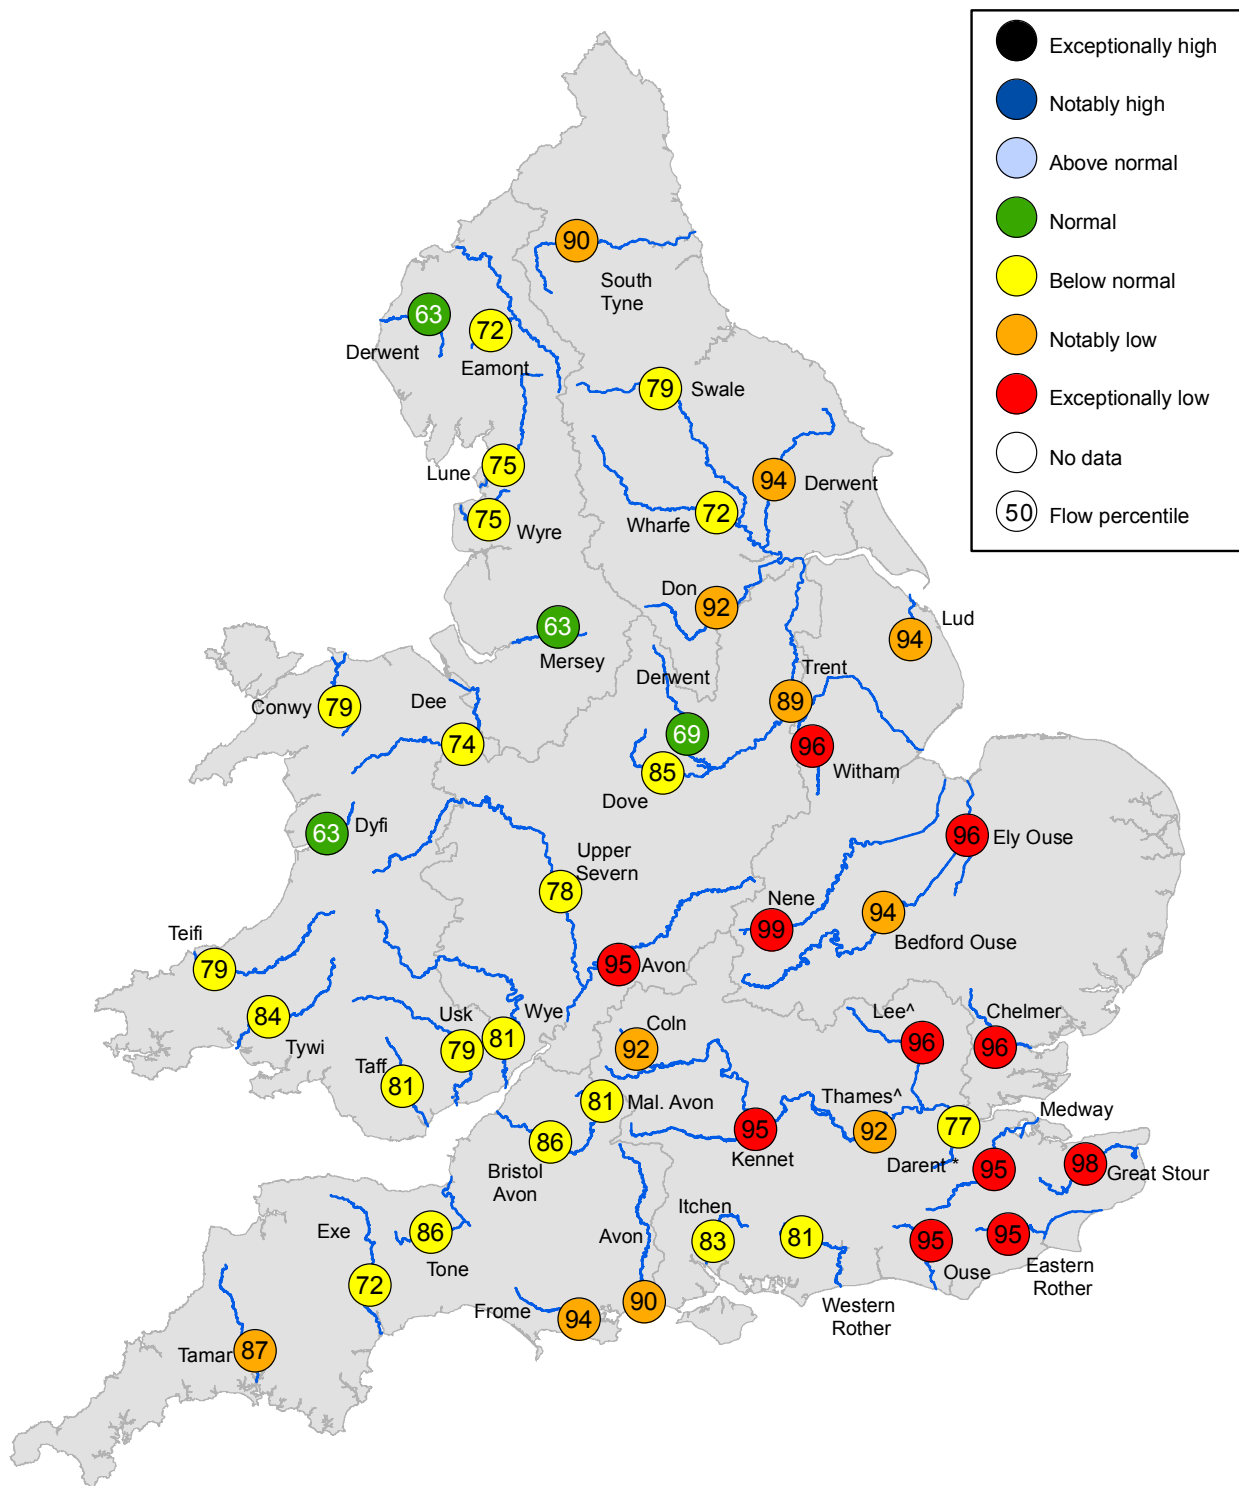 Exceptionally high
Notably high
Above normal
Normal
Below normal
Notably low
Exceptionally low
No data
50 Flow percentile
90
South
Tyne
63
Derwent
72
Eamont
79
Swale
75
Lune
94
Derwent
75
Wyre
72
Wharfe
Don
92
94
Lud
63
Mersey
Derwent
69
Trent
89
Conwy
79
Dee
74
96
Witham
85
Dove
63
Dyfi
96
Ely Ouse
Upper
Severn
78
Nene
99
94
Bedford Ouse
Teifi
79
95
Avon
84
Tywi
Usk
79
Wye
81
Taff
81
Coln
92
Lee^
96
Chelmer
96
81
Mal. Avon
86
Bristol
Avon
95
Kennet
Thames^
92
77
Darent *
Medway
95
98
Great Stour
Exe
72
86
Tone
Avon
90
Itchen
83
81
Western
Rother
95
Ouse
95
Eastern
Rother
Frome
94
Tamar
87